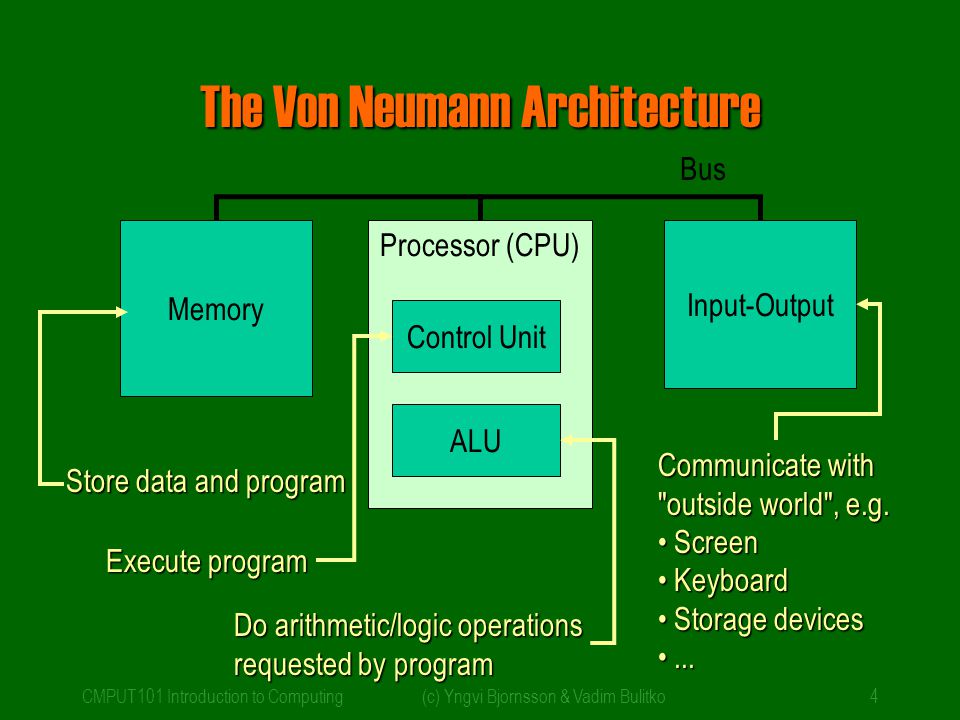 The Von Neumann Architecture
Bus
Memory
Processor (CPU)
Control Unit
ALU
Input-Output
Store data and program
Execute program
Do arithmetic/logic operations
requested by program
Communicate with
"outside world", e.g.
• Screen
• Keyboard
• Storage devices
• ...
CMPUT101 Introduction to Computing
(c) Yngvi Bjornsson & Vadim Bulitko
4